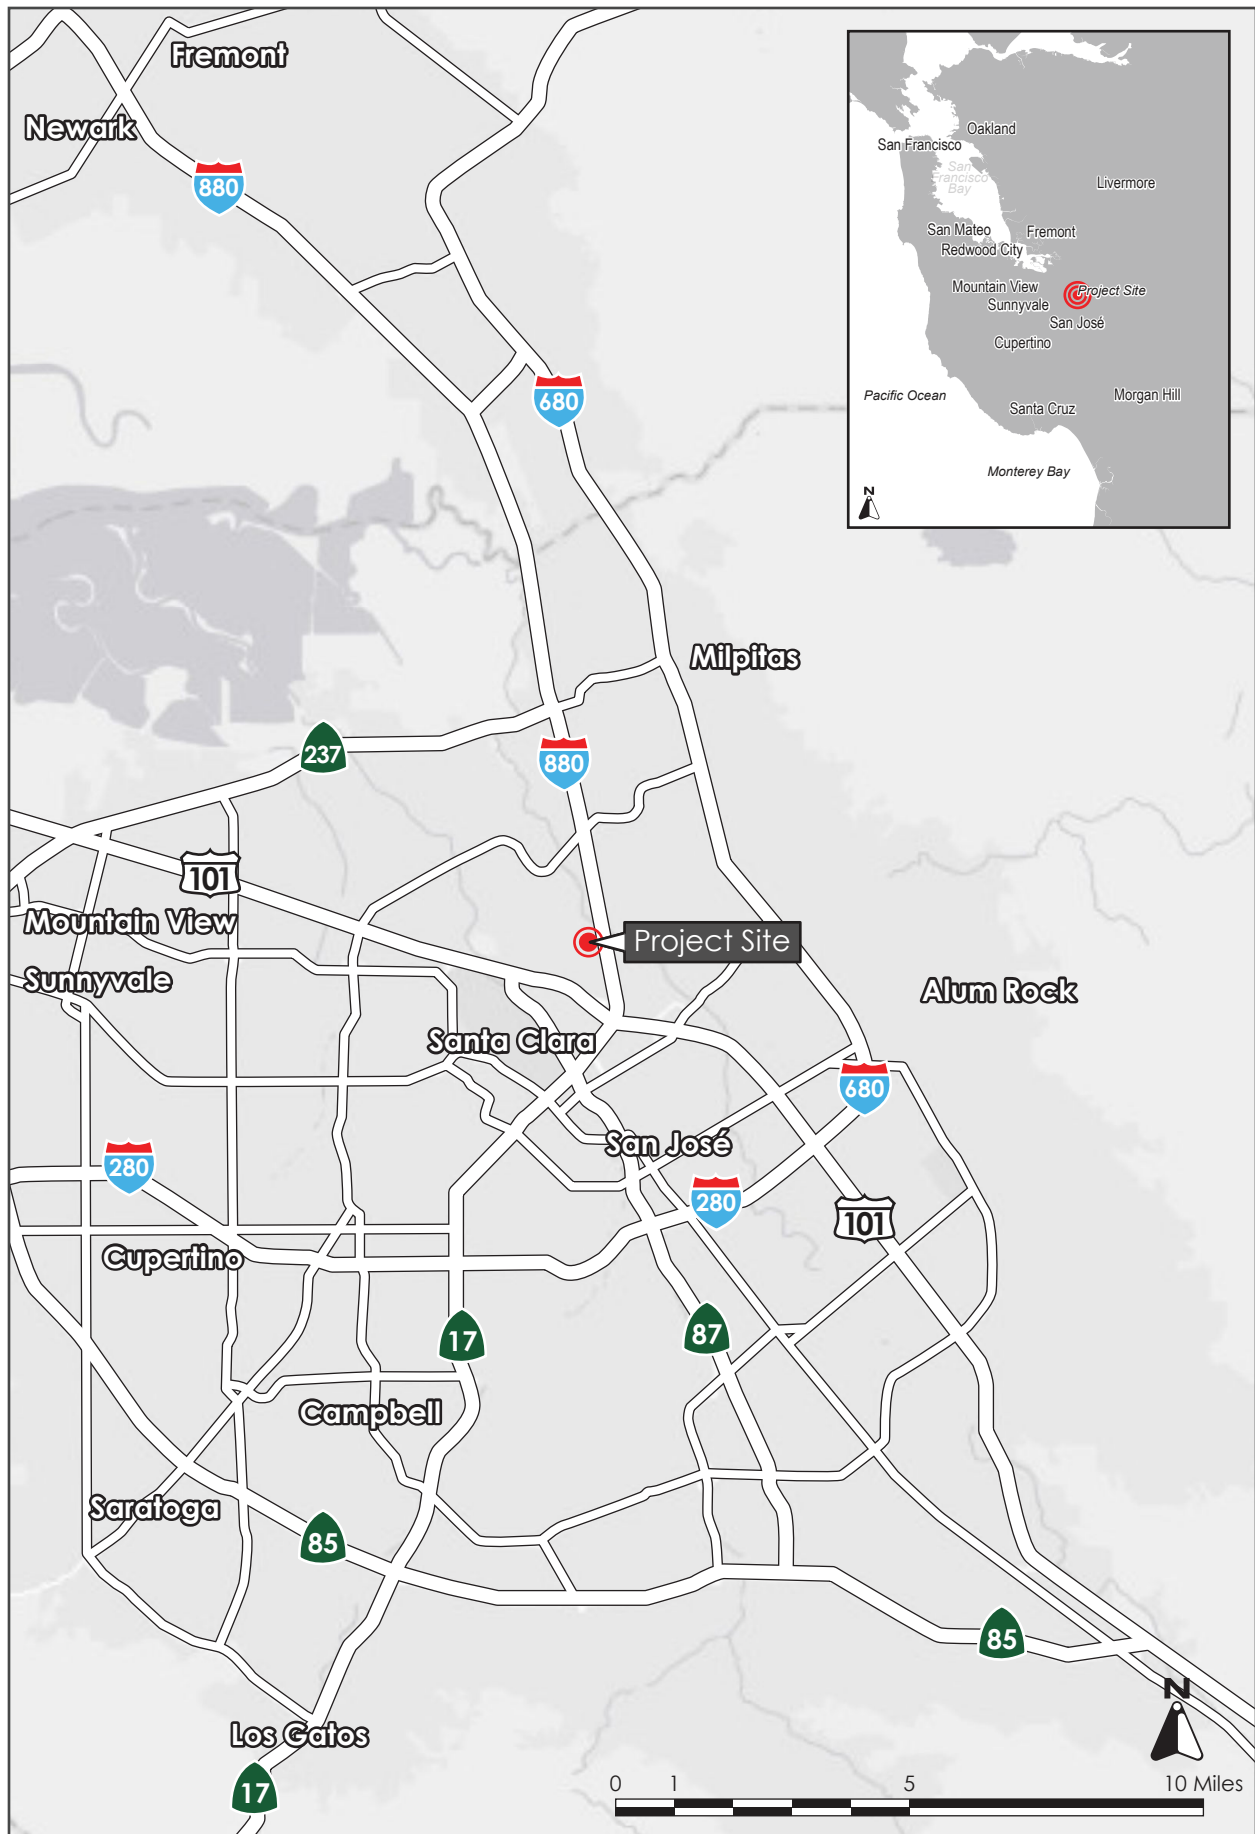 Fremont
Newark
880
680
Milpitas
237
880
101
Mountain View
Project Site
Sunnyvale
Alum Rock
Santa Clara
680
San José
280
280
101
Cupertino
17
87
Campbell
Saratoga
85
85
Los Gatos
17
N
0 1 5 10 Miles
Oakland
San Francisco
San
Francisco
Bay
Livermore
San Mateo
Fremont
Redwood City
Mountain View
Project Site
Sunnyvale
San José
Cupertino
Pacific Ocean
Morgan Hill
Santa Cruz
Monterey Bay
N